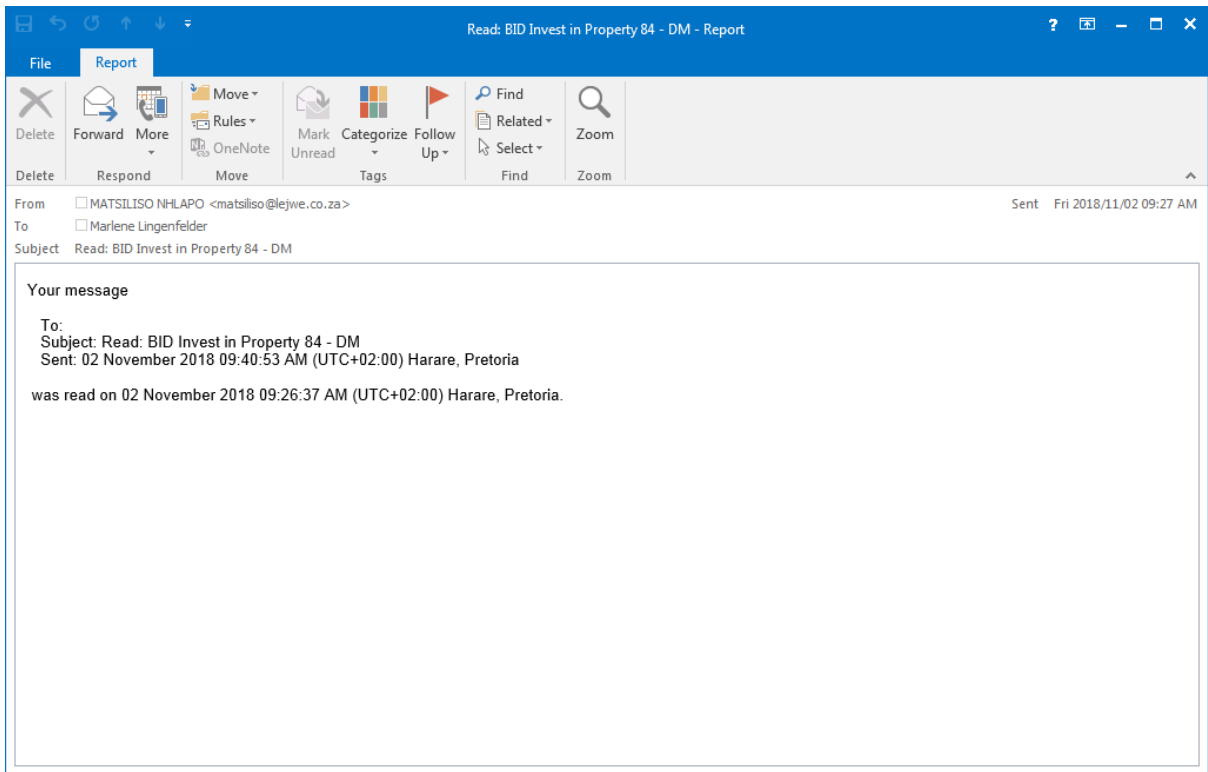 Read: BID Invest in Property 84 - DM - Report
?
File Report
Delete Forward More Move Rules OneNote Mark Unread Categorize Follow Up Find Related Select Zoom
Delete Respond Move Tags Find Zoom
From MATSILISO NHLAPO <matsiliso@lejwe.co.za> Sent Fri 2018/11/02 09:27 AM
To Marlene Lingenfelder
Subject Read: BID Invest in Property 84 - DM
Your message
To:
Subject: Read: BID Invest in Property 84 - DM
Sent: 02 November 2018 09:40:53 AM (UTC+02:00) Harare, Pretoria
was read on 02 November 2018 09:26:37 AM (UTC+02:00) Harare, Pretoria.